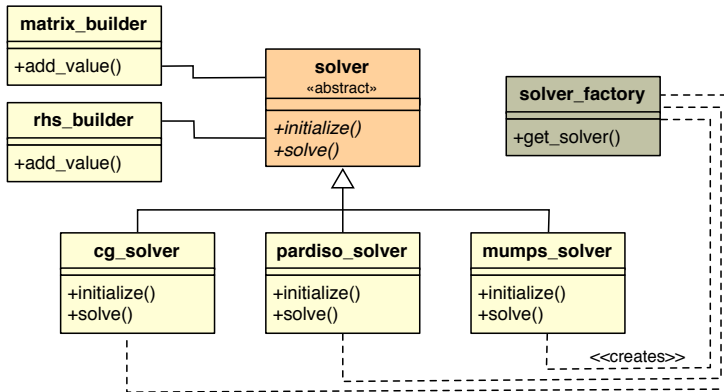 matrix_builder
+add_value()
rhs_builder
+add_value()
solver
«abstract»
+initialize()
+solve()
solver_factory
+get_solver()
cg_solver
+initialize()
+solve()
pardiso_solver
+initialize()
+solve()
mumps_solver
+initialize()
+solve()
<<creates>>